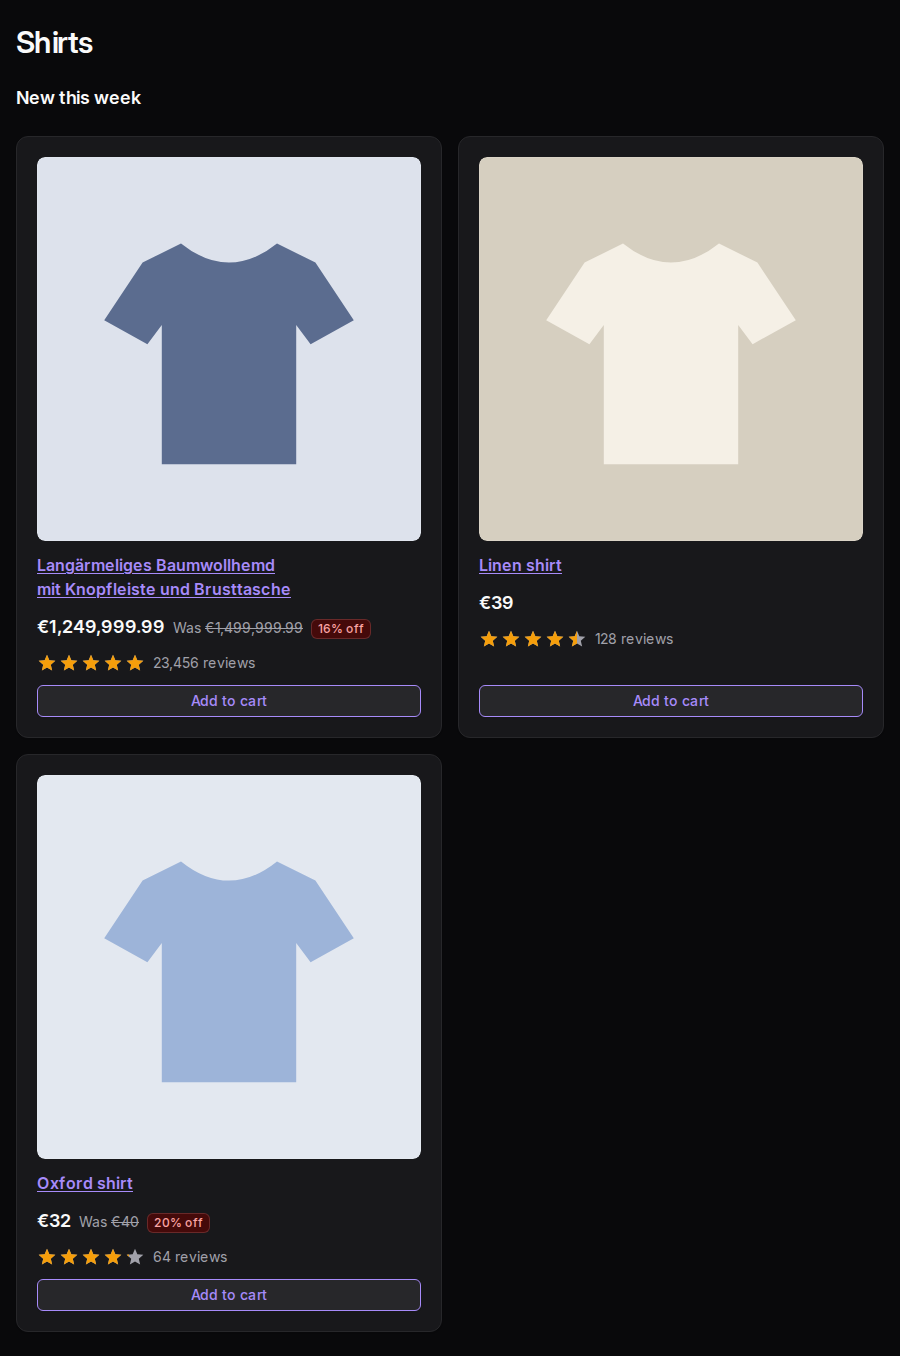 Shirts
New this week
Langärmeliges Baumwollhemd
mit Knopfleiste und Brusttasche
€1,249,999.99 Was €1,499,999.99 16% off
23,456 reviews
Add to cart
Linen shirt
€39
128 reviews
Add to cart
Oxford shirt
€32 Was €40 20% off
64 reviews
Add to cart